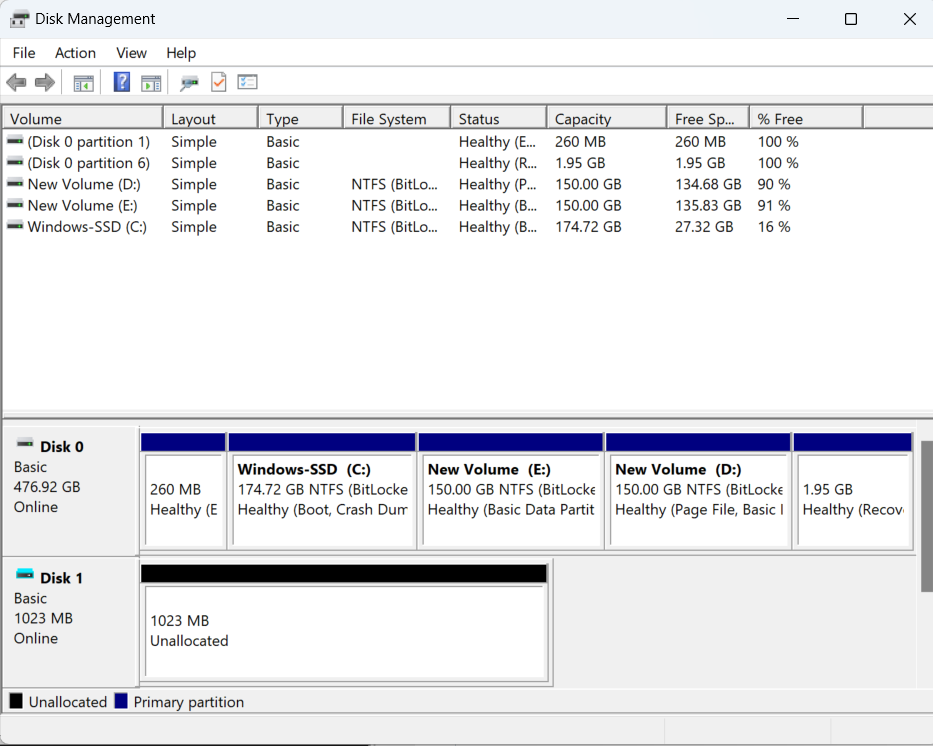 Disk Management
File Action View Help
Volume Layout Type File System Status Capacity Free Sp... % Free
(Disk 0 partition 1) Simple Basic Healthy (E... 260 MB 260 MB 100 %
(Disk 0 partition 6) Simple Basic Healthy (R... 1.95 GB 1.95 GB 100 %
New Volume (D:) Simple Basic NTFS (BitLo... Healthy (P... 150.00 GB 134.68 GB 90 %
New Volume (E:) Simple Basic NTFS (BitLo... Healthy (B... 150.00 GB 135.83 GB 91 %
Windows-SSD (C:) Simple Basic NTFS (BitLo... Healthy (B... 174.72 GB 27.32 GB 16 %
Disk 0
Basic
476.92 GB
Online
260 MB
Healthy (E
Windows-SSD (C:)
174.72 GB NTFS (BitLocke
Healthy (Boot, Crash Dum
New Volume (E:)
150.00 GB NTFS (BitLocke
Healthy (Basic Data Partit
New Volume (D:)
150.00 GB NTFS (BitLocke
Healthy (Page File, Basic
1.95 GB
Healthy (Recov
Disk 1
Basic
1023 MB
Online
1023 MB
Unallocated
Unallocated Primary partition